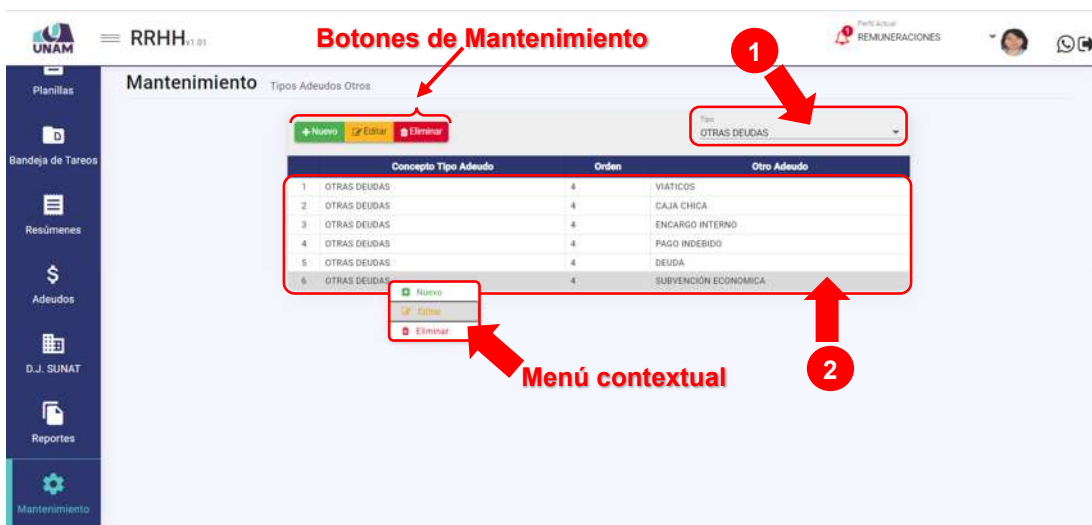 UNAM
RRHH v1.01
Botones de Mantenimiento
Perfil Actual
REMUNERACIONES
1
Mantenimiento Tipos Adeudos Otros
Planillas
Bandeja de Tareos
Resúmenes
Adeudos
D.J. SUNAT
Reportes
Mantenimiento
Nuevo Editar Eliminar
Tipo
OTRAS DEUDAS
Concepto Tipo Adeudo Orden Otro Adeudo
1 OTRAS DEUDAS 4 VIATICOS
2 OTRAS DEUDAS 4 CAJA CHICA
3 OTRAS DEUDAS 4 ENCARGO INTERNO
4 OTRAS DEUDAS 4 PAGO INDEBIDO
5 OTRAS DEUDAS 4 DEUDA
6 OTRAS DEUDAS 4 SUBVENCIÓN ECONOMICA
Nuevo
Editar
Eliminar
Menú contextual
2